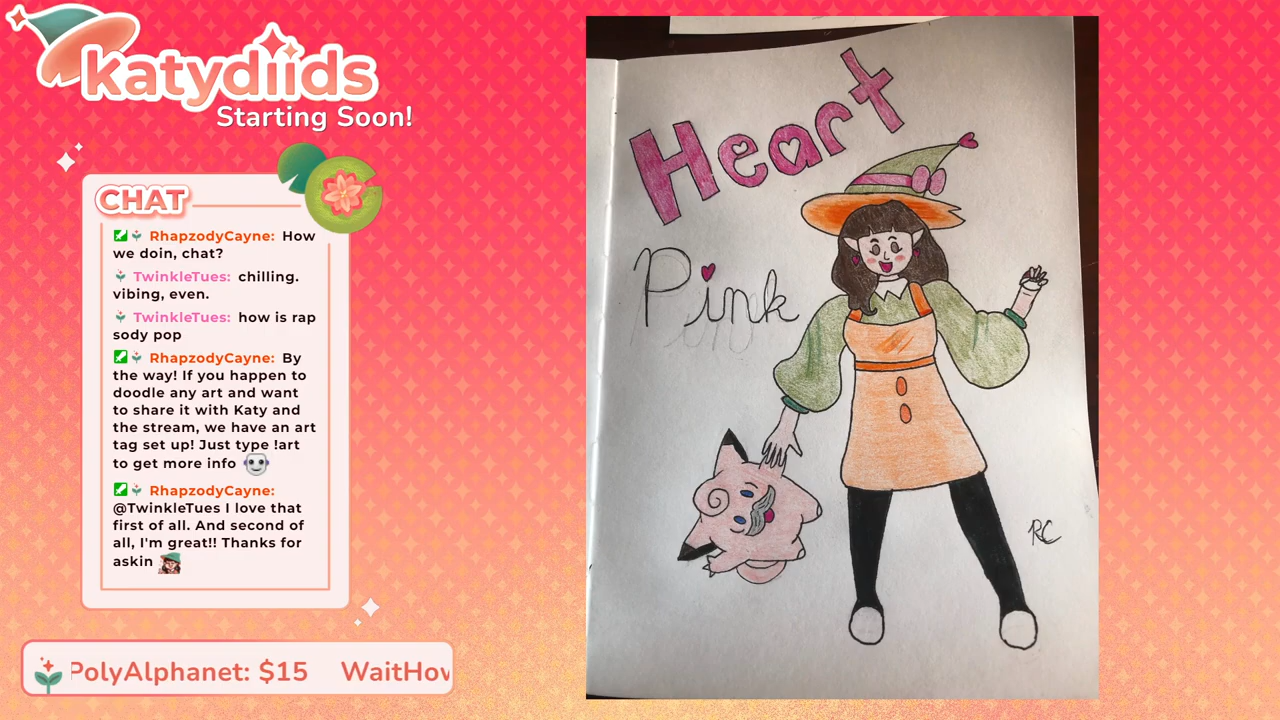 Katydiids
Starting Soon!
CHAT
RhapzodyCayne: How
we doin, chat?
TwinkleTues: chilling.
vibing, even.
TwinkleTues: how is rap
sody pop
RhapzodyCayne: By
the way! If you happen to
doodle any art and want
to share it with Katy and
the stream, we have an art
tag set up! Just type !art
to get more info
RhapzodyCayne:
@TwinkleTues I love that
first of all. And second of
all, I'm great!! Thanks for
askin
PolyAlphanet: $15 WaitHov
Heart
Pink
RC